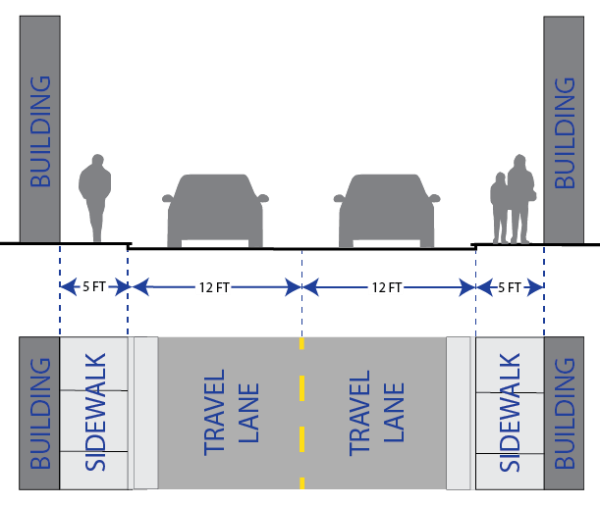 BUILDING
BUILDING
5 FT
12 FT
12 FT
5 FT
BUILDING
SIDEWALK
TRAVEL
LANE
TRAVEL
LANE
SIDEWALK
BUILDING